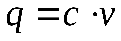 q = c · v